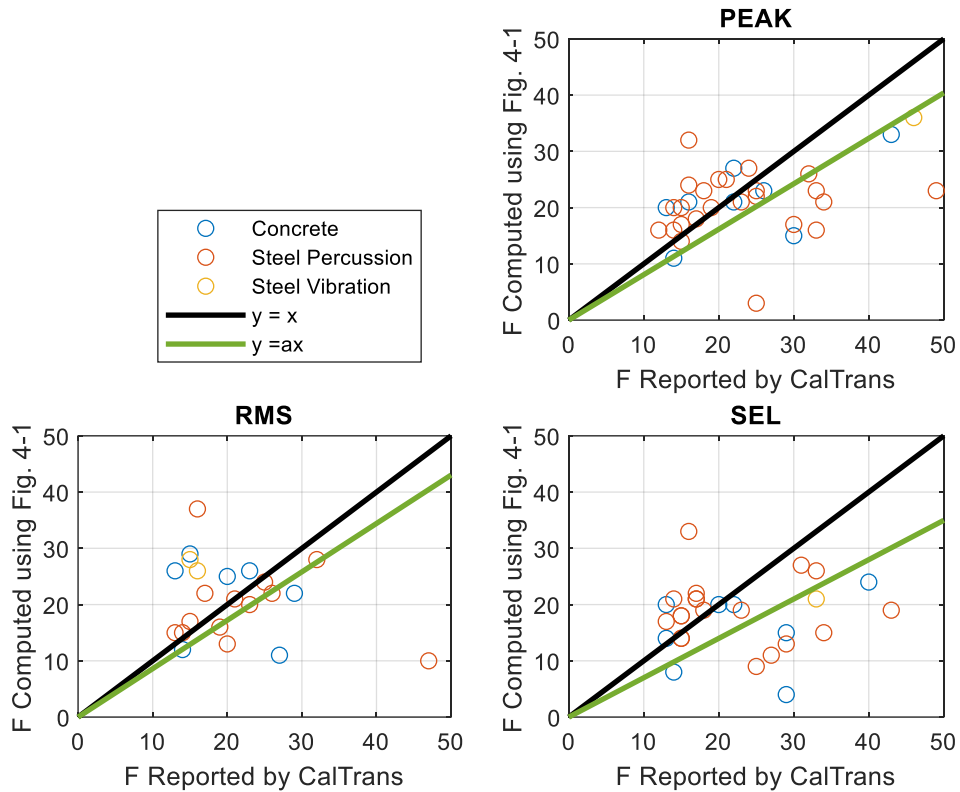 PEAK
F Computed using Fig. 4-1
50
40
30
20
10
0
0 10 20 30 40 50
F Reported by CalTrans
Concrete
Steel Percussion
Steel Vibration
y = x
y =ax
RMS
F Computed using Fig. 4-1
50
40
30
20
10
0
0 10 20 30 40 50
F Reported by CalTrans
SEL
F Computed using Fig. 4-1
50
40
30
20
10
0
0 10 20 30 40 50
F Reported by CalTrans